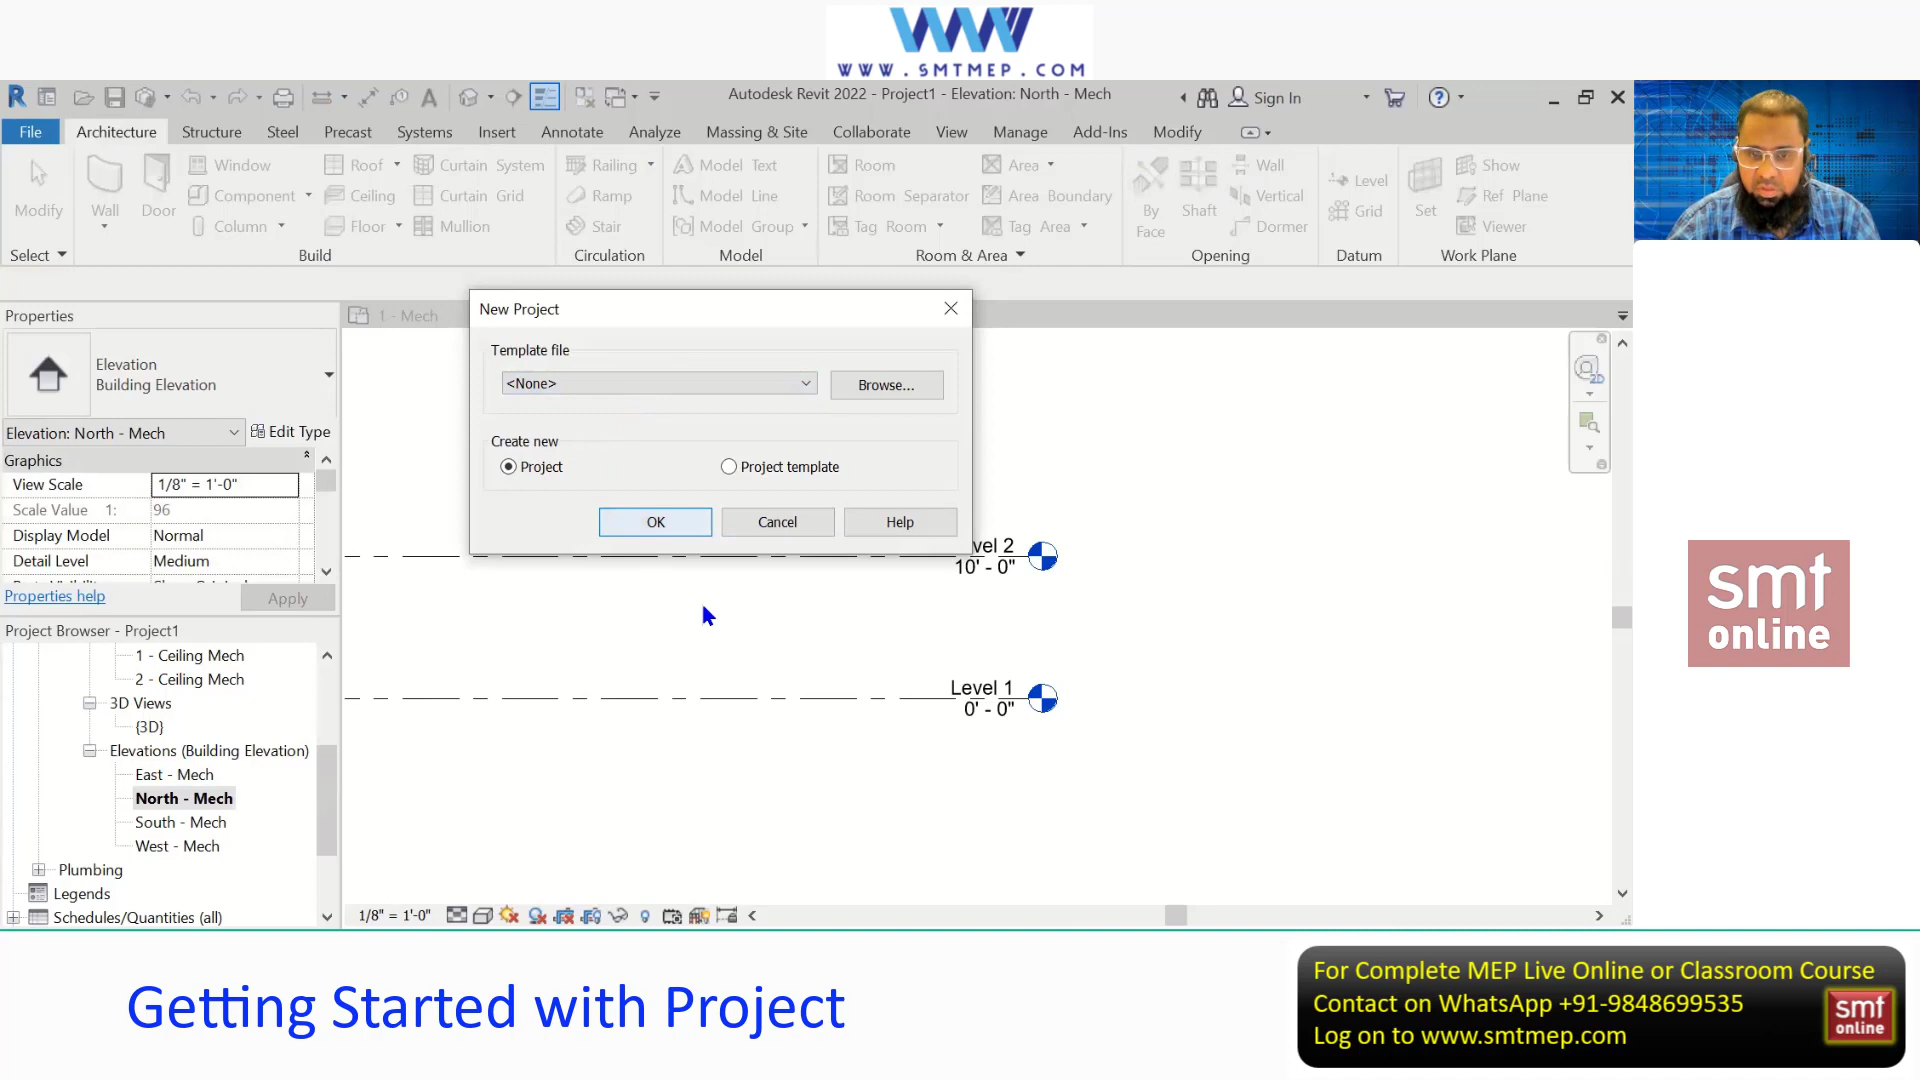 WWW.SMTMEP.COM
Autodesk Revit 2022 - Project1 - Elevation: North - Mech
Sign In
File Architecture Structure Steel Precast Systems Insert Annotate Analyze Massing & Site Collaborate View Manage Add-Ins Modify
Modify
Wall
Door
Window
Component
Column
Roof
Ceiling
Floor
Curtain System
Curtain Grid
Mullion
Railing
Ramp
Stair
Model Text
Model Line
Model Group
Room
Room Separator
Tag Room
Area
Area Boundary
Tag Area
By
Face
Shaft
Wall
Vertical
Dormer
Level
Grid
Set
Show
Ref Plane
Viewer
Select Build Circulation Model Room & Area Opening Datum Work Plane
Properties
1 - Mech
Elevation
Building Elevation
Elevation: North - Mech
Edit Type
Graphics
View Scale 1/8" = 1'-0"
Scale Value 1: 96
Display Model Normal
Detail Level Medium
Properties help
Apply
Project Browser - Project1
1 - Ceiling Mech
2 - Ceiling Mech
3D Views
{3D}
Elevations (Building Elevation)
East - Mech
North - Mech
South - Mech
West - Mech
Plumbing
Legends
Schedules/Quantities (all)
New Project
Template file
<None>
Browse...
Create new
Project
Project template
OK
Cancel
Help
vel 2
10' - 0"
Level 1
0' - 0"
2D
1/8" = 1'-0"
smt
online
Getting Started with Project
For Complete MEP Live Online or Classroom Course
Contact on WhatsApp +91-9848699535
Log on to www.smtmep.com
smt
online